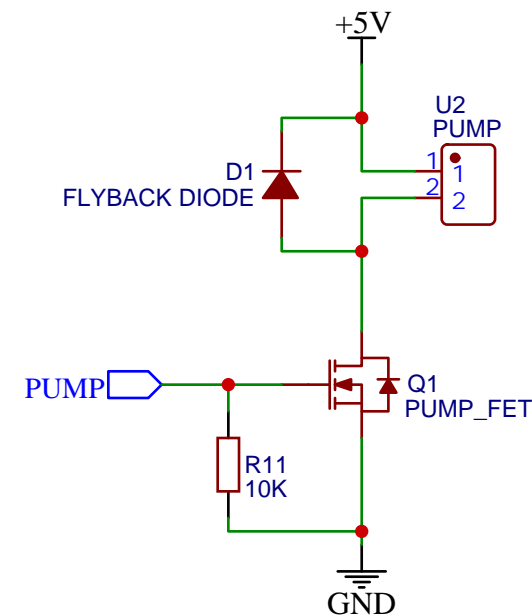 +5V
U2
PUMP
D1
FLYBACK DIODE
1
1
2
2
PUMP
Q1
PUMP_FET
R11
10K
GND